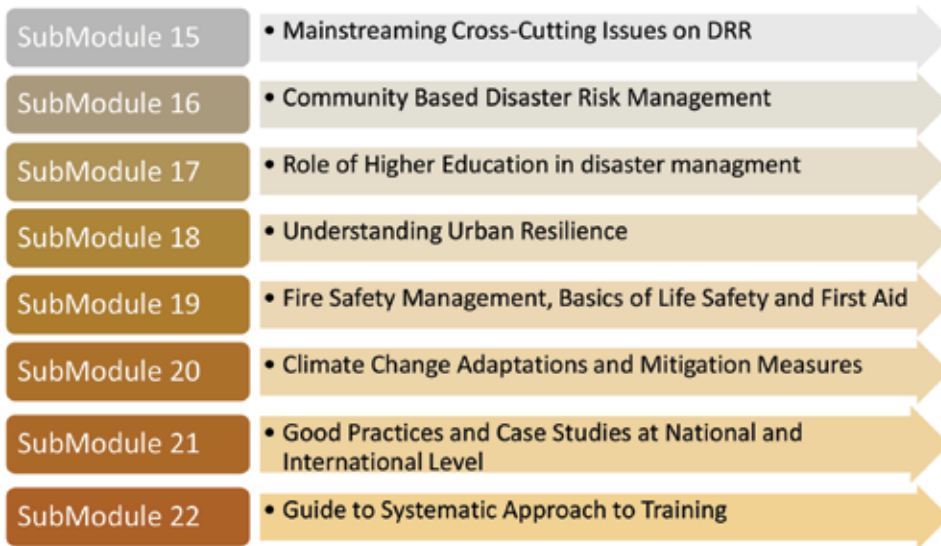 SubModule 15
• Mainstreaming Cross-Cutting Issues on DRR
SubModule 16
• Community Based Disaster Risk Management
SubModule 17
• Role of Higher Education in disaster managment
SubModule 18
• Understanding Urban Resilience
SubModule 19
• Fire Safety Management, Basics of Life Safety and First Aid
SubModule 20
• Climate Change Adaptations and Mitigation Measures
SubModule 21
• Good Practices and Case Studies at National and
International Level
SubModule 22
• Guide to Systematic Approach to Training